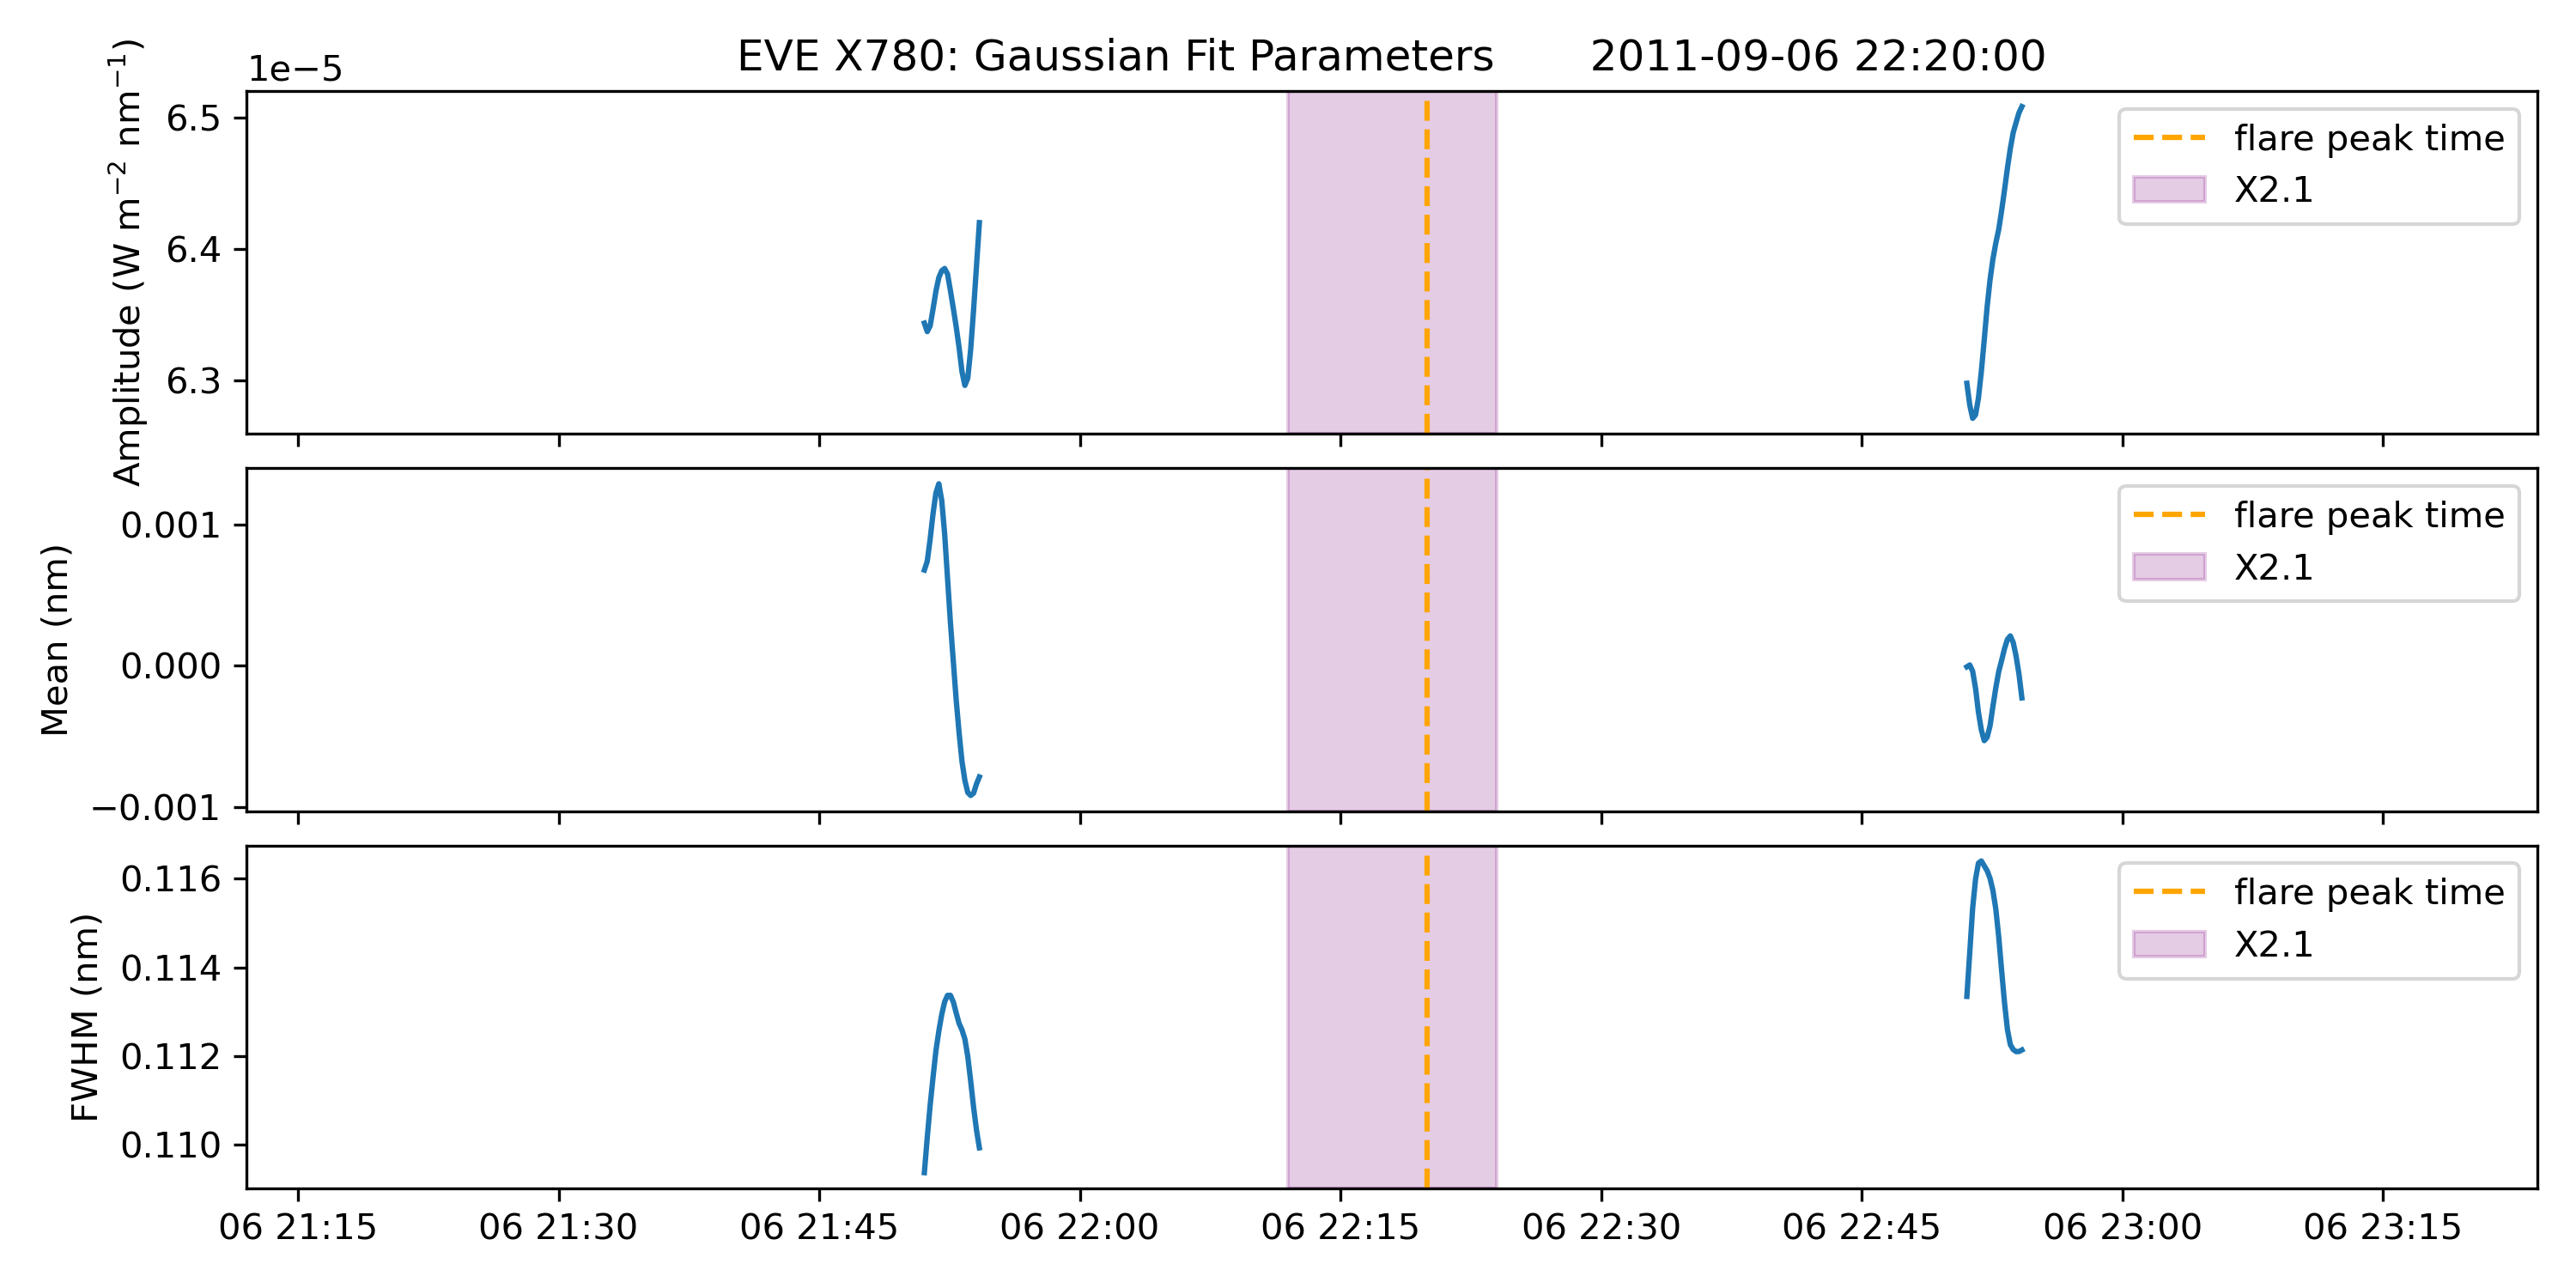 EVE X780: Gaussian Fit Parameters 2011-09-06 22:20:00
1e−5
Amplitude (W m⁻² nm⁻¹)
6.5
6.4
6.3
flare peak time
X2.1
Mean (nm)
0.001
0.000
−0.001
flare peak time
X2.1
FWHM (nm)
0.116
0.114
0.112
0.110
flare peak time
X2.1
06 21:15 06 21:30 06 21:45 06 22:00 06 22:15 06 22:30 06 22:45 06 23:00 06 23:15